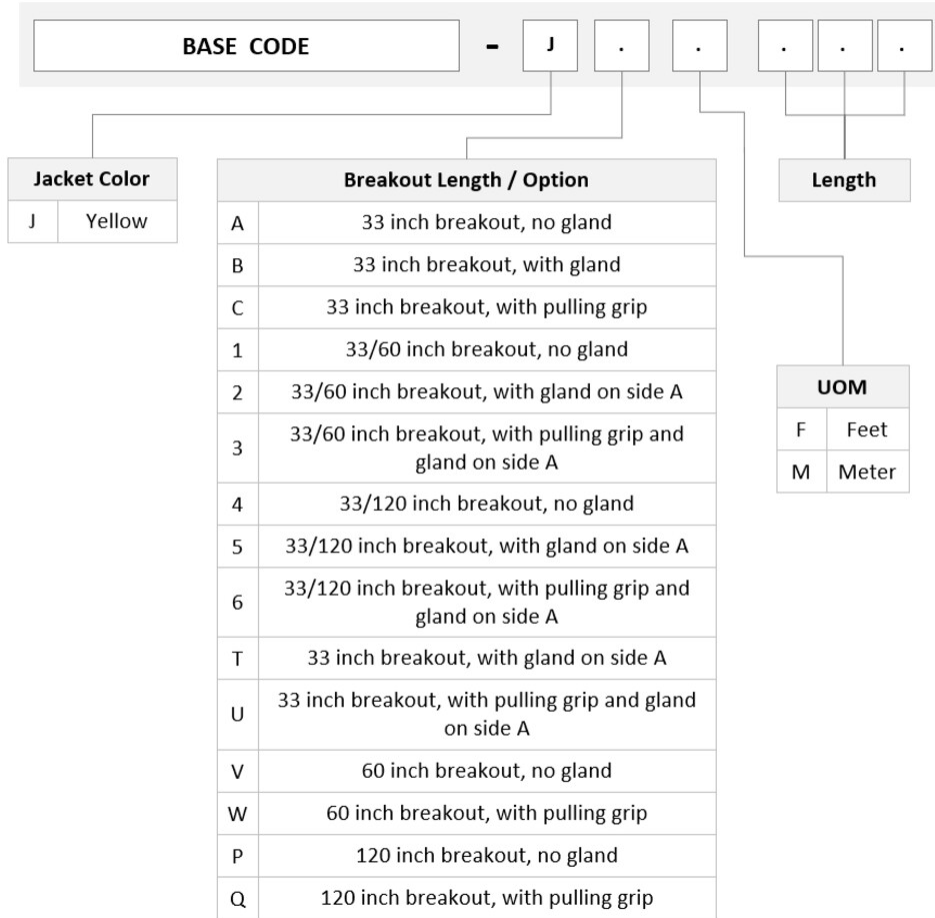 BASE CODE - J . . . . .
Jacket Color
J Yellow
Breakout Length / Option
A 33 inch breakout, no gland
B 33 inch breakout, with gland
C 33 inch breakout, with pulling grip
1 33/60 inch breakout, no gland
2 33/60 inch breakout, with gland on side A
3 33/60 inch breakout, with pulling grip and
gland on side A
4 33/120 inch breakout, no gland
5 33/120 inch breakout, with gland on side A
6 33/120 inch breakout, with pulling grip and
gland on side A
T 33 inch breakout, with gland on side A
U 33 inch breakout, with pulling grip and gland
on side A
V 60 inch breakout, no gland
W 60 inch breakout, with pulling grip
P 120 inch breakout, no gland
Q 120 inch breakout, with pulling grip
Length
UOM
F Feet
M Meter